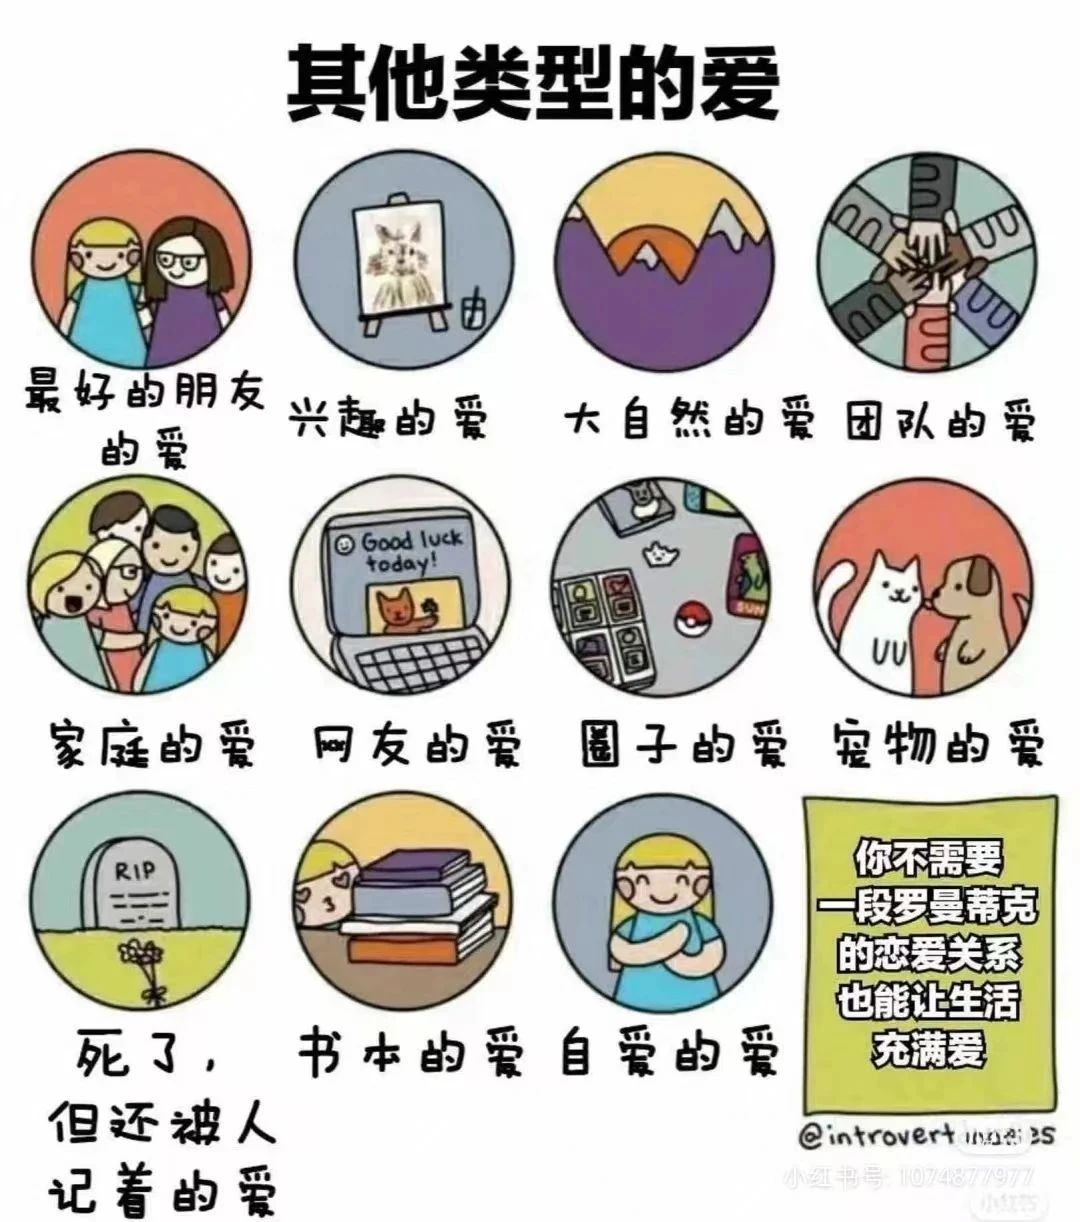 其他类型的爱
最好的朋友
的爱
兴趣的爱
大自然的爱
团队的爱
Good luck
today!
SUN
家庭的爱
网友的爱
圈子的爱
宠物的爱
RIP
死了,
但还被人
记着的爱
书本的爱
自爱的爱
你不需要
一段罗曼蒂克
的恋爱关系
也能让生活
充满爱
小红书号: 1074877977
小红书